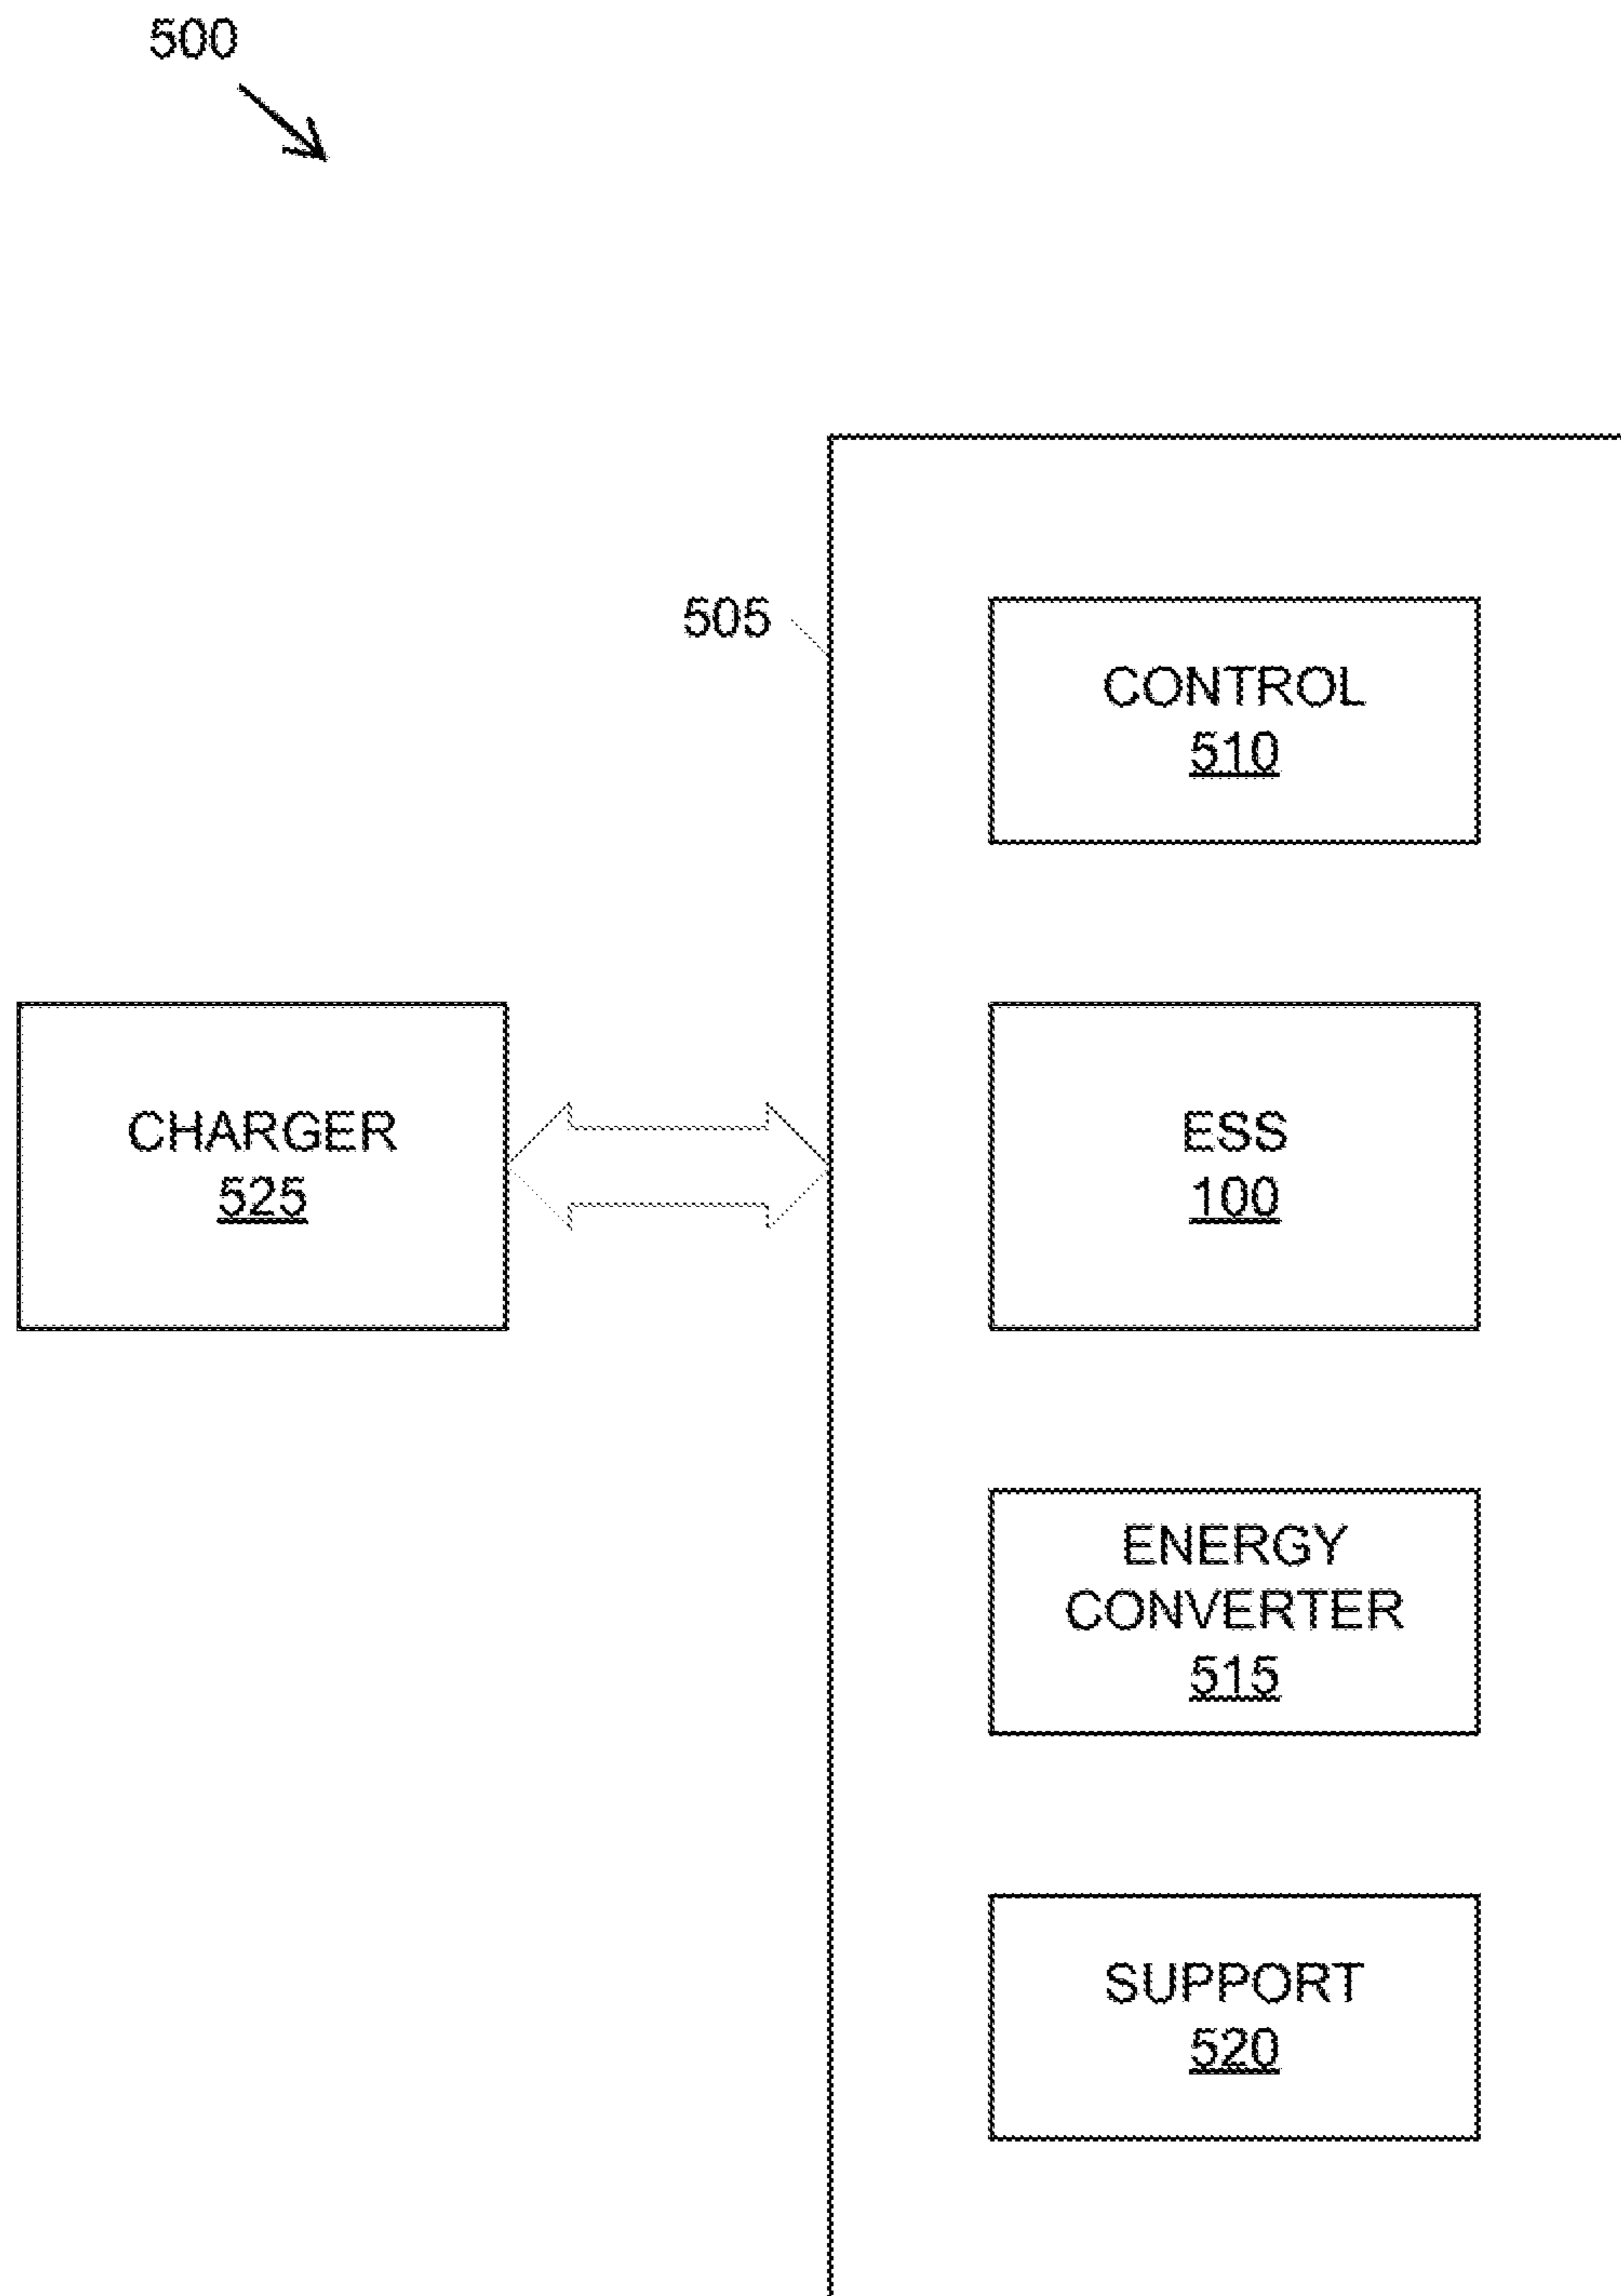 500
505
CONTROL
510
CHARGER
525
ESS
100
ENERGY
CONVERTER
515
SUPPORT
520